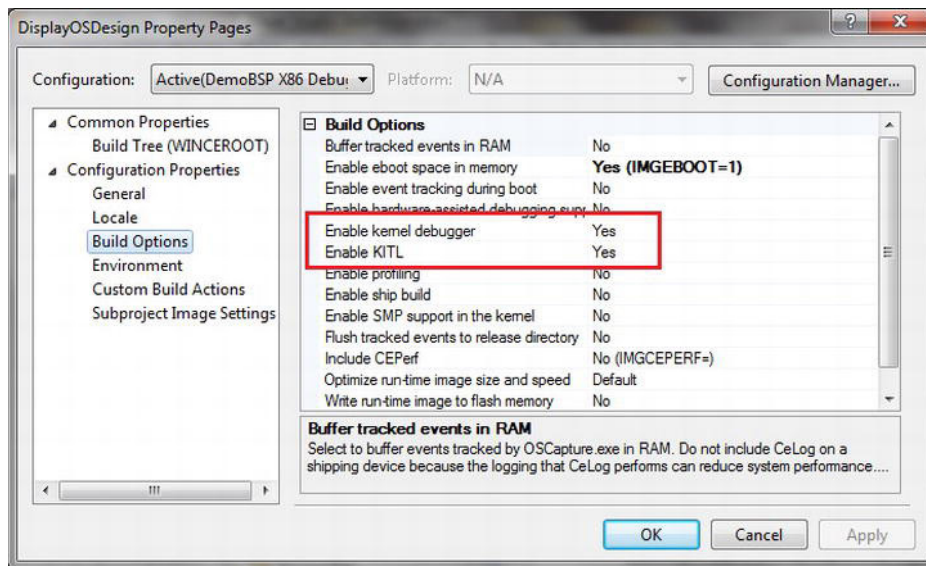 DisplayOSDesign Property Pages
Configuration: Active(DemoBSP X86 Debu Platform: N/A Configuration Manager...
Common Properties
Build Tree (WINCEROOT)
Configuration Properties
General
Locale
Build Options
Environment
Custom Build Actions
Subproject Image Settings
Build Options
Buffer tracked events in RAM No
Enable eboot space in memory Yes (IMGEBOOT=1)
Enable event tracking during boot No
Enable hardware-assisted debugging supp No
Enable kernel debugger Yes
Enable KITL Yes
Enable profiling No
Enable ship build No
Enable SMP support in the kernel No
Flush tracked events to release directory No
Include CEPerf No (IMGCEPERF=)
Optimize run-time image size and speed Default
Write run-time image to flash memory No
Buffer tracked events in RAM
Select to buffer events tracked by OSCapture.exe in RAM. Do not include CeLog on a
shipping device because the logging that CeLog performs can reduce system performance....
OK Cancel Apply